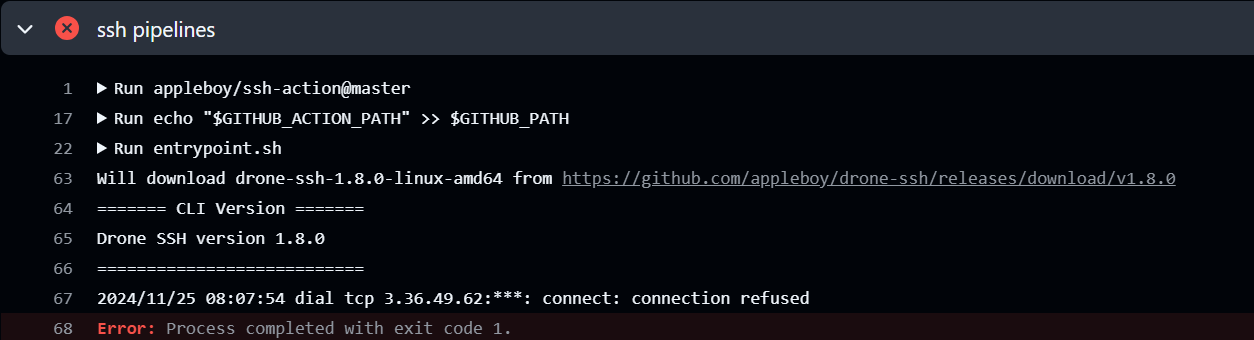 ssh pipelines
1 Run appleboy/ssh-action@master
17 Run echo "$GITHUB_ACTION_PATH" >> $GITHUB_PATH
22 Run entrypoint.sh
63 Will download drone-ssh-1.8.0-linux-amd64 from https://github.com/appleboy/drone-ssh/releases/download/v1.8.0
64 ======= CLI Version =======
65 Drone SSH version 1.8.0
66 ===========================
67 2024/11/25 08:07:54 dial tcp 3.36.49.62:***: connect: connection refused
68 Error: Process completed with exit code 1.